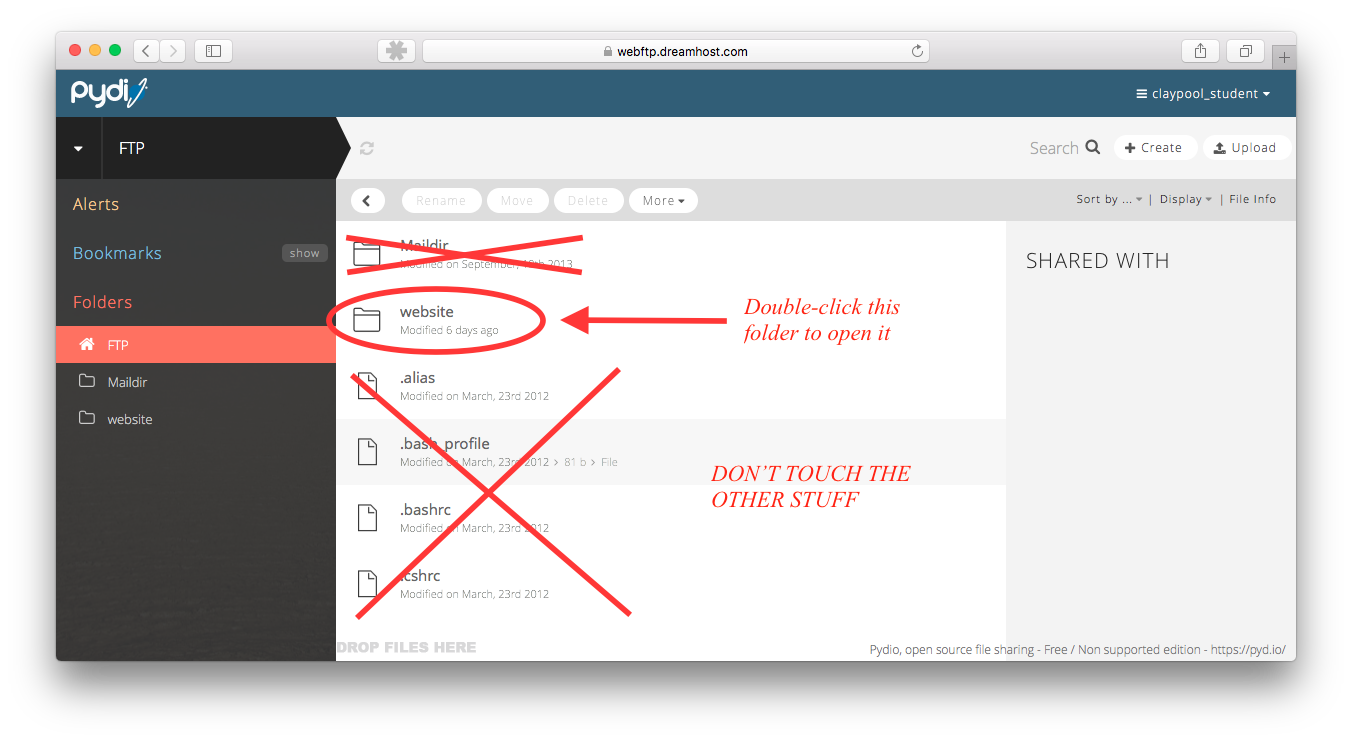 webftp.dreamhost.com
pydi
claypool_student
FTP
Search
Create
Upload
Alerts
Bookmarks
show
Folders
FTP
Maildir
website
Rename
Move
Delete
More
Sort by ...
| Display
| File Info
Maildir
Modified on September, 10th 2013
website
Modified 6 days ago
Double-click this
folder to open it
.alias
Modified on March, 23rd 2012
.bash_profile
Modified on March, 23rd 2012 > 81 b > File
DON'T TOUCH THE
OTHER STUFF
.bashrc
Modified on March, 23rd 2012
.cshrc
Modified on March, 23rd 2012
DROP FILES HERE
SHARED WITH
Pydio, open source file sharing - Free / Non supported edition - https://pyd.io/